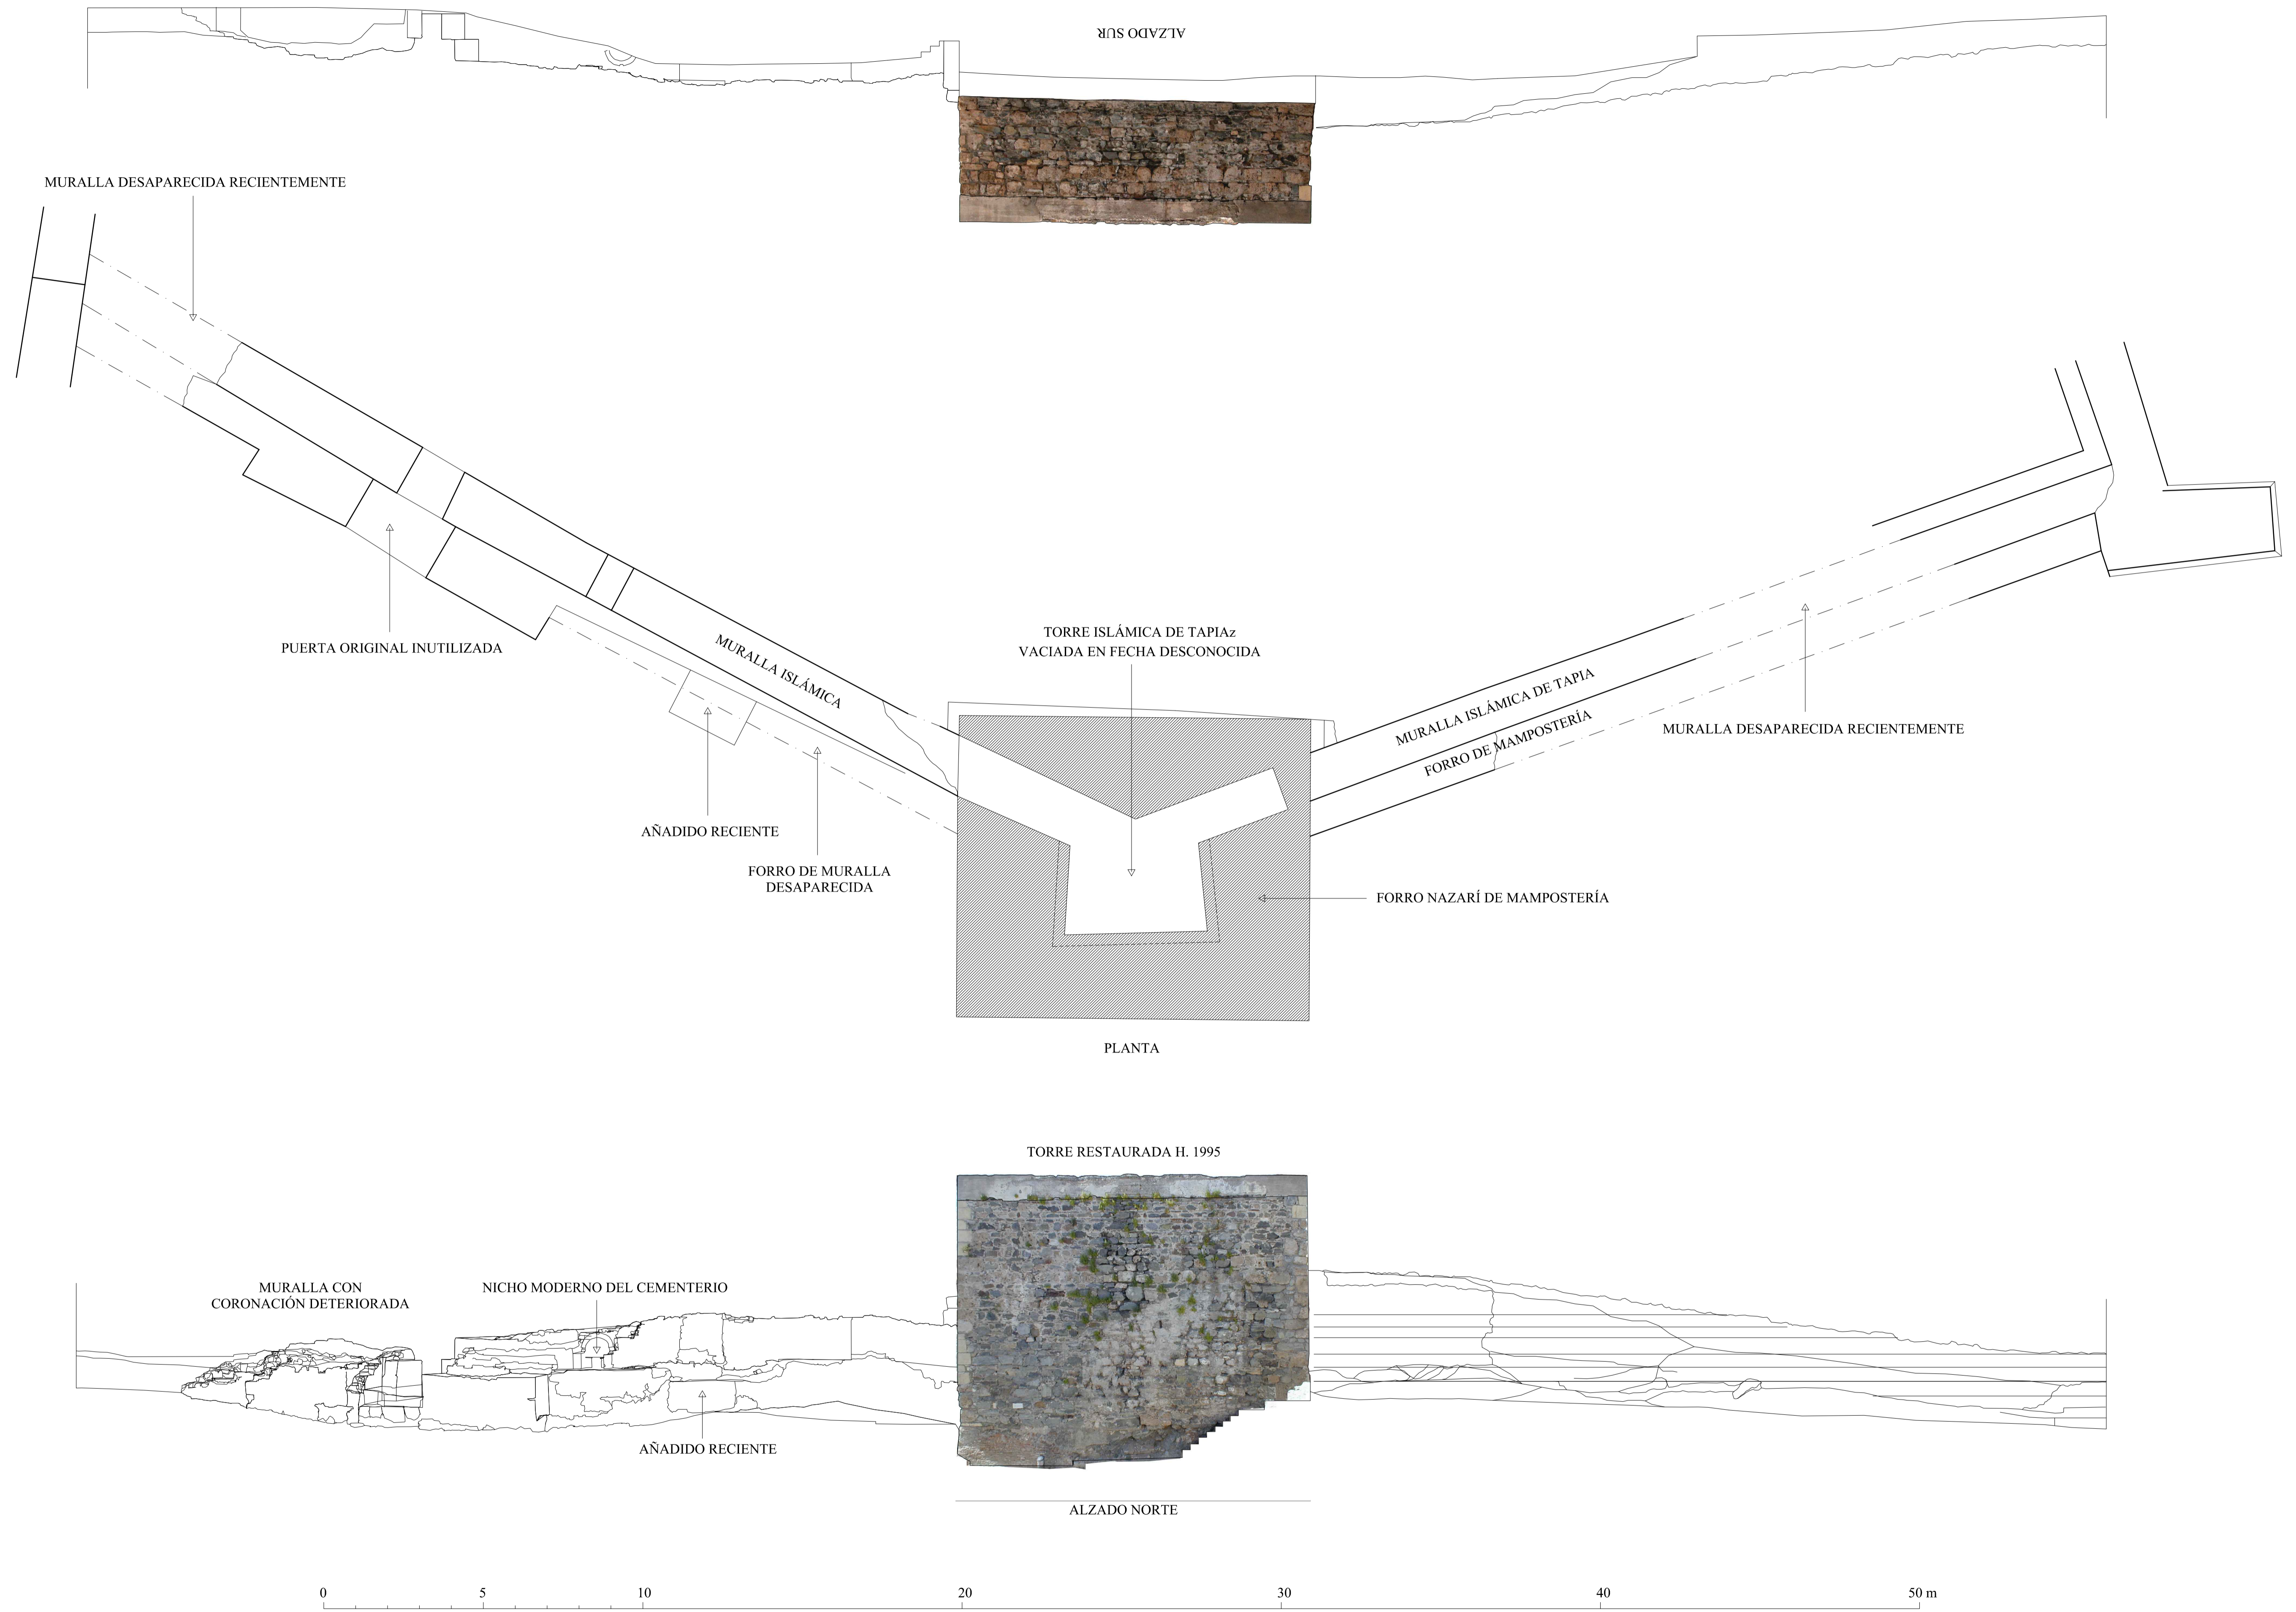 ALZADO SUR
MURALLA DESAPARECIDA RECIENTEMENTE
PUERTA ORIGINAL INUTILIZADA
MURALLA ISLÁMICA
TORRE ISLÁMICA DE TAPIAz
VACIADA EN FECHA DESCONOCIDA
MURALLA ISLÁMICA DE TAPIA
FORRO DE MAMPOSTERÍA
MURALLA DESAPARECIDA RECIENTEMENTE
AÑADIDO RECIENTE
FORRO DE MURALLA
DESAPARECIDA
FORRO NAZARÍ DE MAMPOSTERÍA
PLANTA
TORRE RESTAURADA H. 1995
MURALLA CON
CORONACIÓN DETERIORADA
NICHO MODERNO DEL CEMENTERIO
AÑADIDO RECIENTE
ALZADO NORTE
0 5 10 20 30 40 50 m